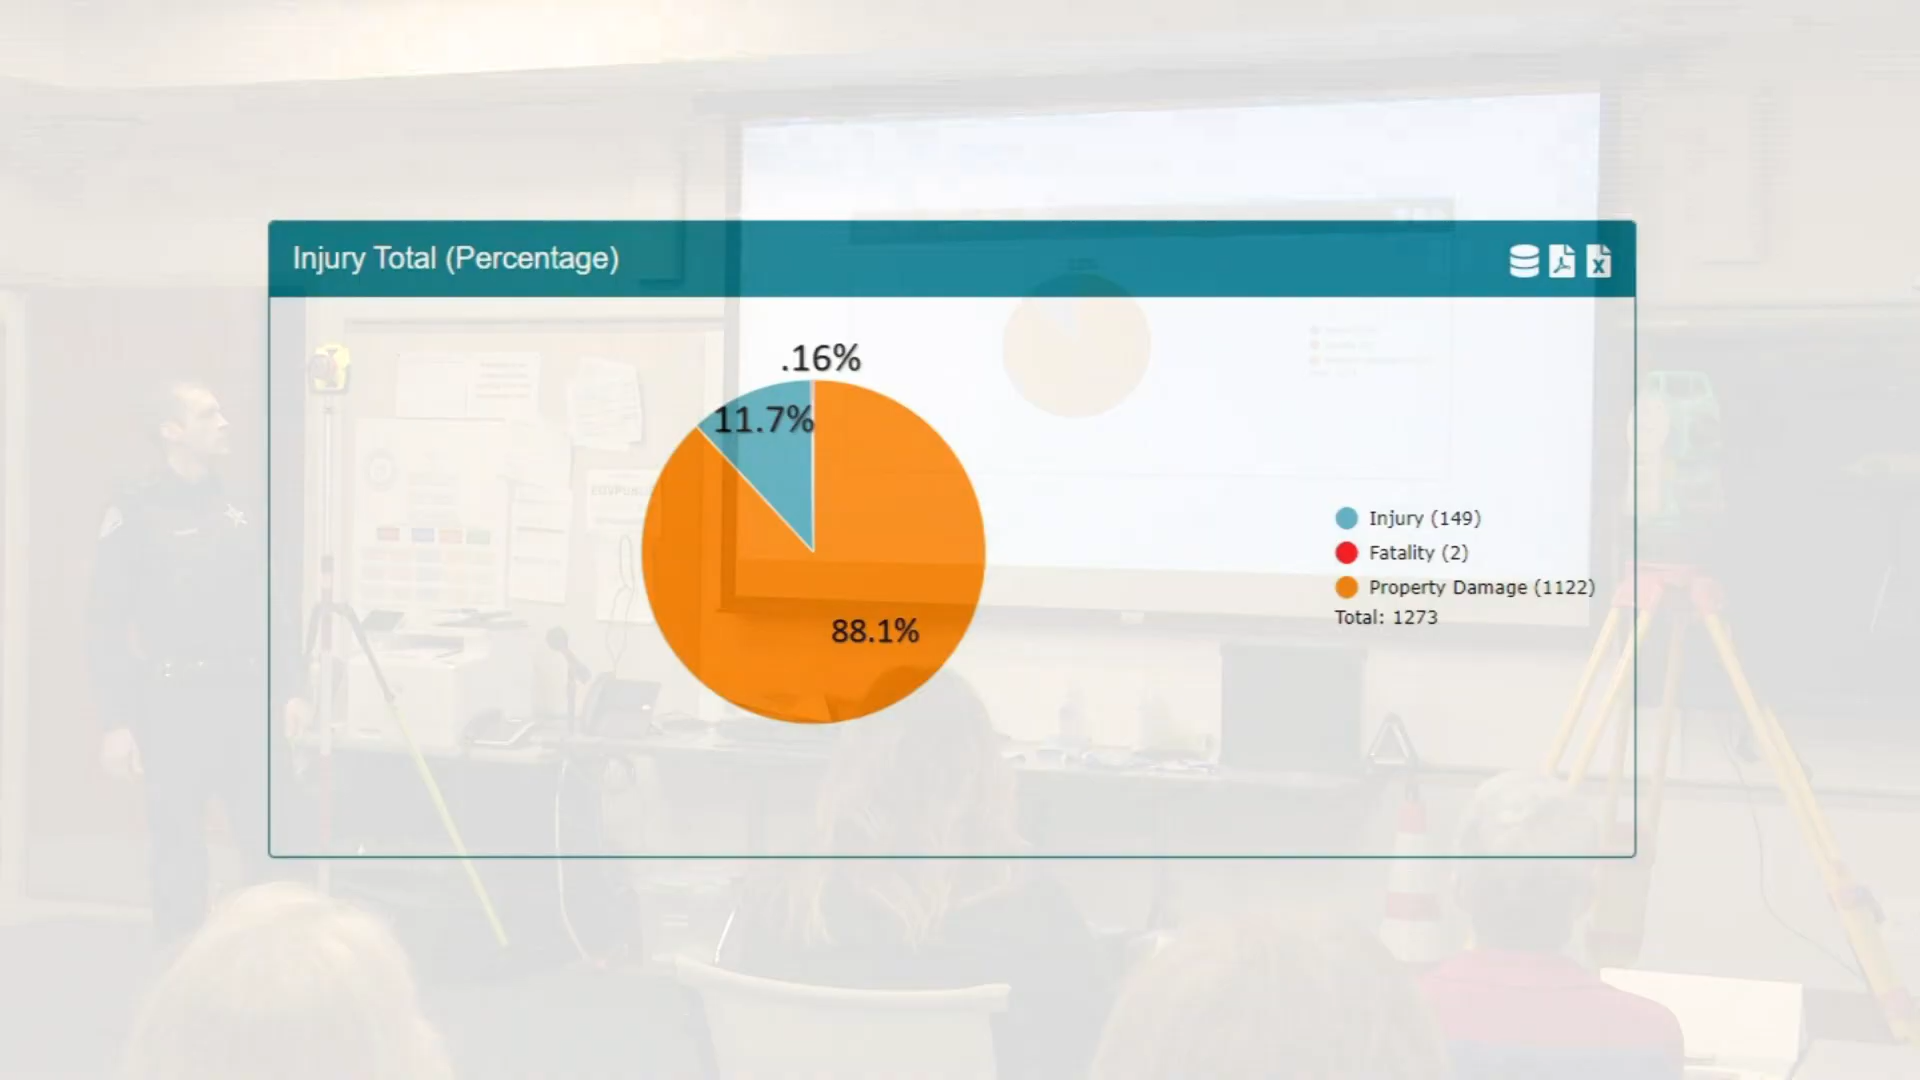 Injury Total (Percentage)
.16%
11.7%
88.1%
Injury (149)
Fatality (2)
Property Damage (1122)
Total: 1273